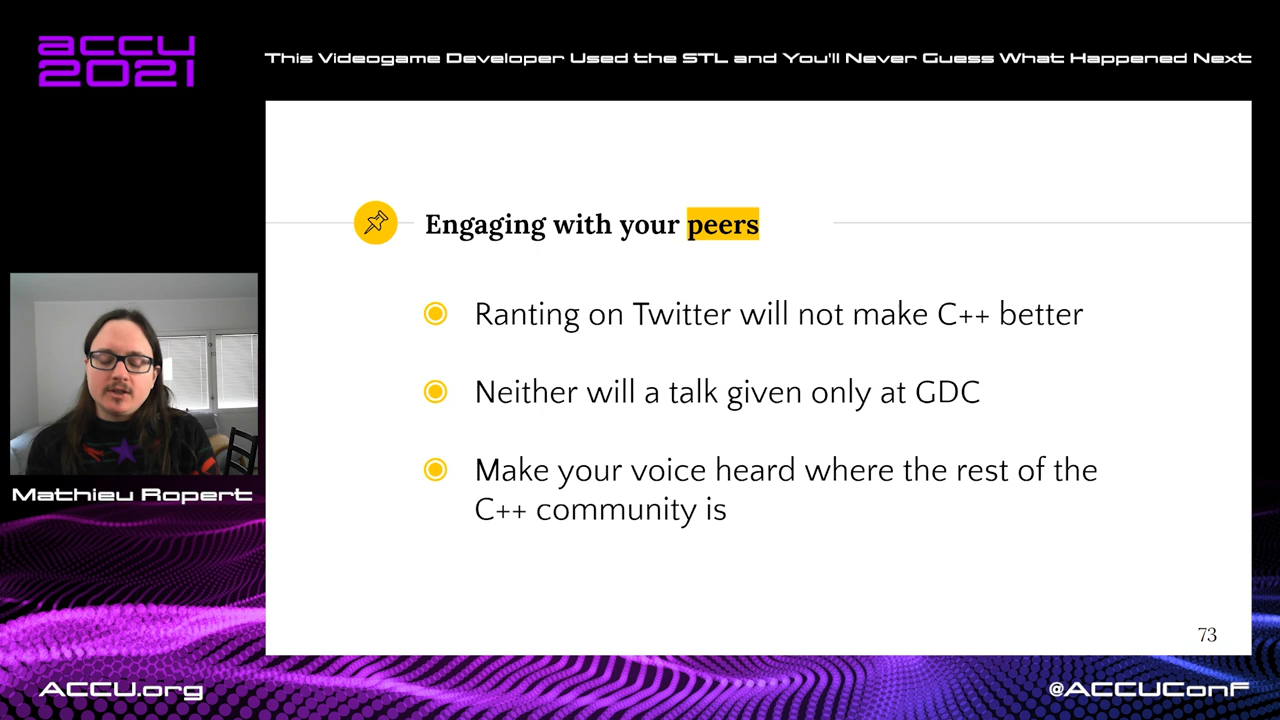 accu
2021
This Videogame Developer Used the STL and You'll Never Guess What Happened Next
Engaging with your peers
Ranting on Twitter will not make C++ better
Neither will a talk given only at GDC
Make your voice heard where the rest of the
C++ community is
73
Mathieu Ropert
ACCU.org
@ACCUConf